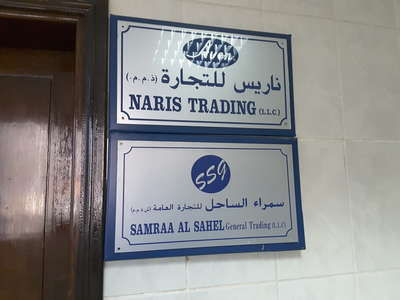 ناريس للتجارة (ذ.م.م.)
NARIS TRADING (L.L.C)
SSG
سمراء الساحل للتجارة العامة (ش.ذ.م.م)
SAMRAA AL SAHEL General Trading (L.L.C)